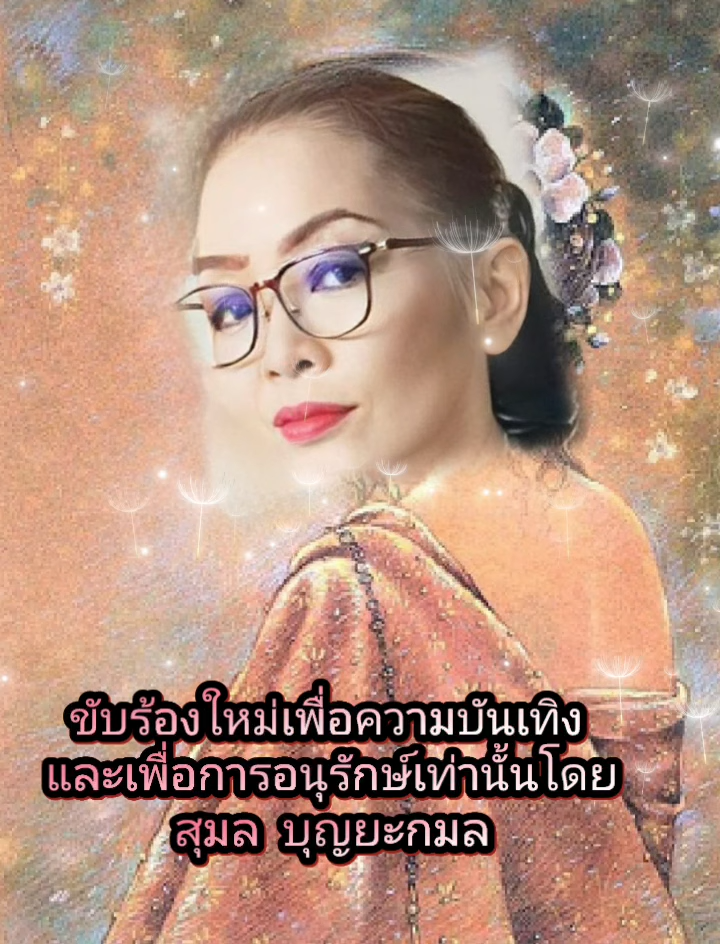 ขับร้องใหม่เพื่อความบันเทิง
และเพื่อการอนุรักษ์เท่านั้นโดย
สุมล บุญยะกมล